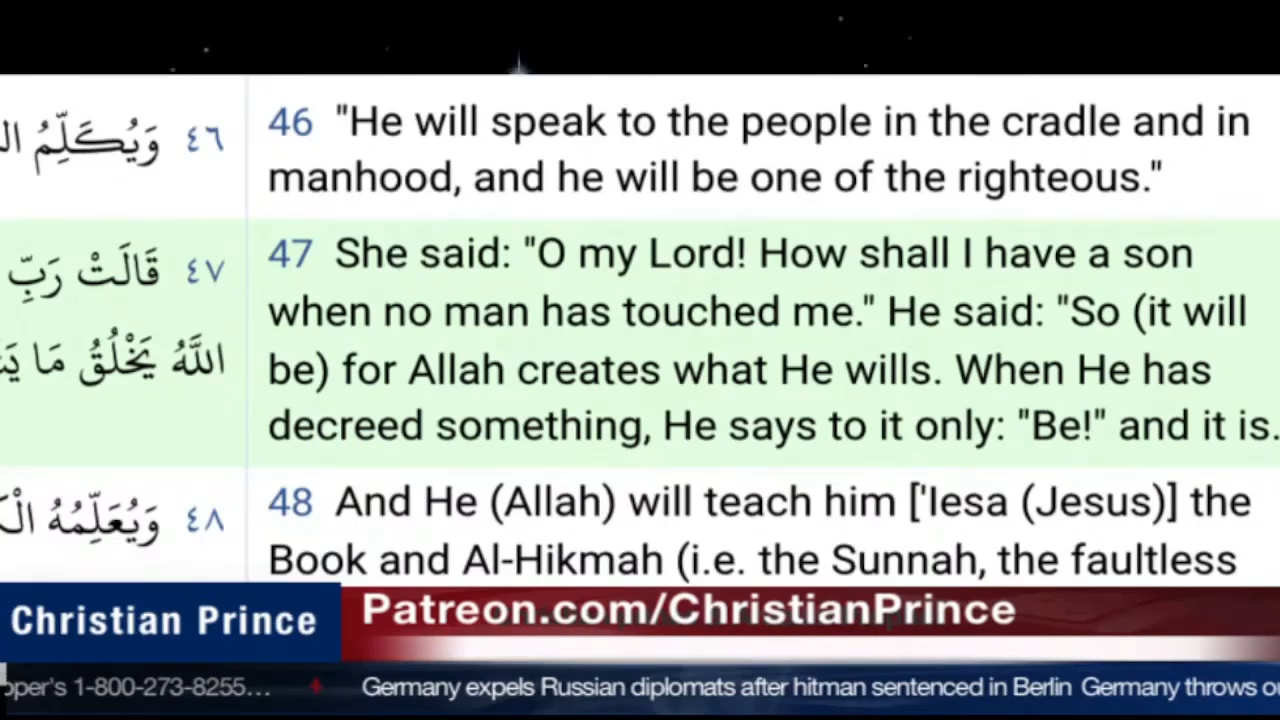 ٤٦ وَيُكَلِّمُ
46 "He will speak to the people in the cradle and in
manhood, and he will be one of the righteous."
٤٧ قَالَتْ رَبِّ
اللَّهُ يَخْلُقُ مَا
47 She said: "O my Lord! How shall I have a son
when no man has touched me." He said: "So (it will
be) for Allah creates what He wills. When He has
decreed something, He says to it only: "Be!" and it is.
٤٨ وَيُعَلِّمُهُ
48 And He (Allah) will teach him ['Iesa (Jesus)] the
Book and Al-Hikmah (i.e. the Sunnah, the faultless
Christian Prince
Patreon.com/ChristianPrince
oper's 1-800-273-8255... Germany expels Russian diplomats after hitman sentenced in Berlin Germany throws